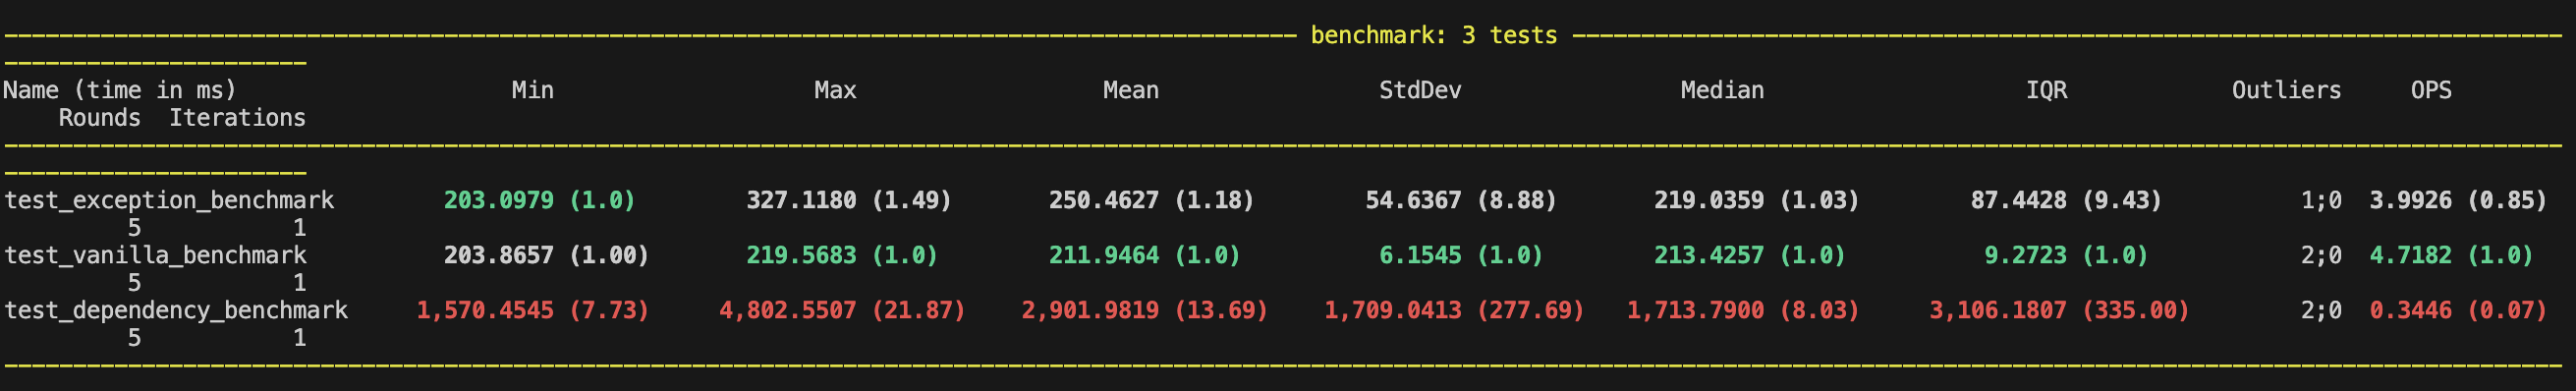 ------------------------------------------------------------ benchmark: 3 tests ------------------------------------------------------------
Name (time in ms) Min Max Mean StdDev Median IQR Outliers OPS
Rounds Iterations
test_exception_benchmark 203.0979 (1.0) 327.1180 (1.49) 250.4627 (1.18) 54.6367 (8.88) 219.0359 (1.03) 87.4428 (9.43) 1;0 3.9926 (0.85)
5 1
test_vanilla_benchmark 203.8657 (1.00) 219.5683 (1.0) 211.9464 (1.0) 6.1545 (1.0) 213.4257 (1.0) 9.2723 (1.0) 2;0 4.7182 (1.0)
5 1
test_dependency_benchmark 1,570.4545 (7.73) 4,802.5507 (21.87) 2,901.9819 (13.69) 1,709.0413 (277.69) 1,713.7900 (8.03) 3,106.1807 (335.00) 2;0 0.3446 (0.07)
5 1